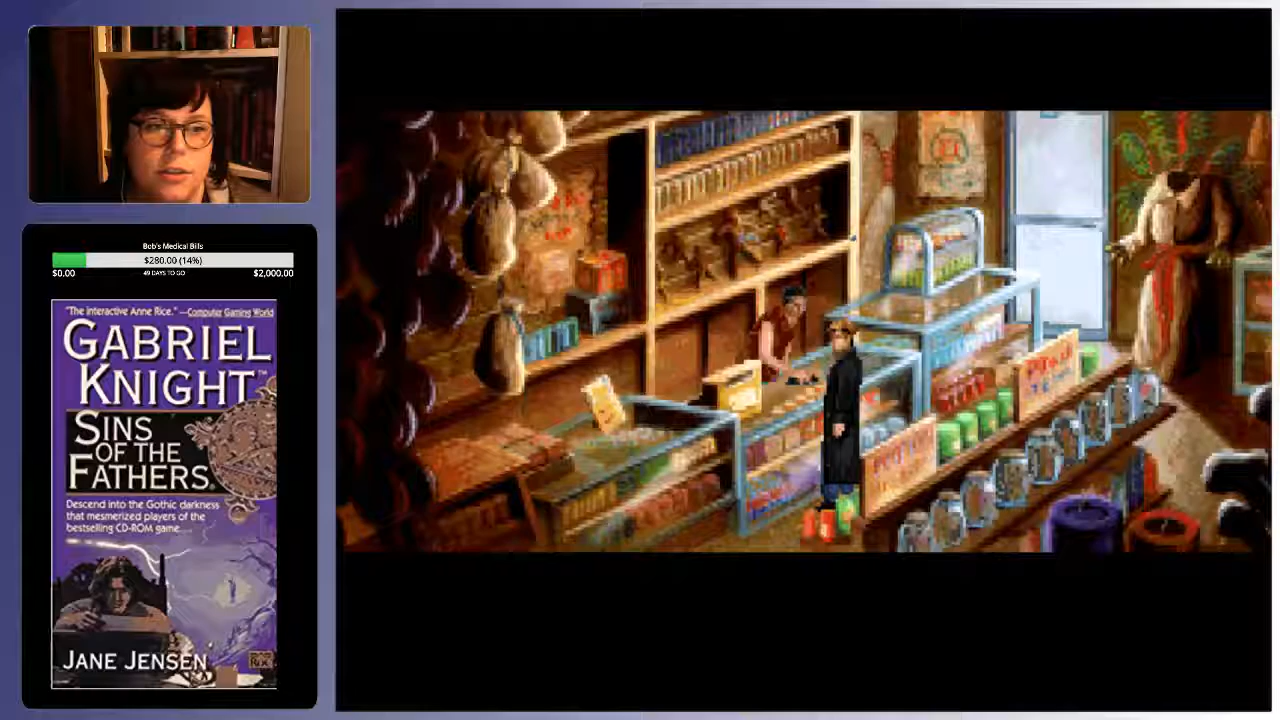 Bob's Medical Bills
$280.00 (14%)
$0.00
49 DAYS TO GO
$2,000.00
"The interactive Anne Rice." —Computer Gaming World
GABRIEL
KNIGHT™
SINS
OF THE
FATHERS®
Descend into the Gothic darkness
that mesmerized players of the
bestselling CD-ROM game....
JANE JENSEN
ROC